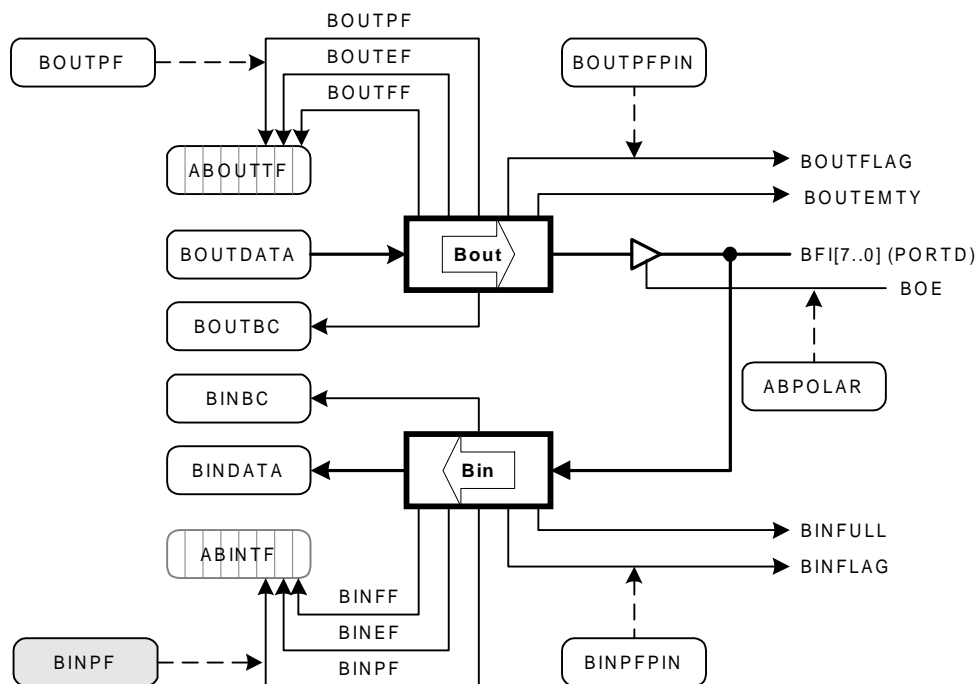 BOUTPF
BOUTPF
BOUTEF
BOUTPFPIN
BOUTFF
ABOUTTF
BOUTFLAG
BOUTEMTY
BOUTDATA
Bout
BFI[7..0] (PORTD)
BOE
BOUTBC
ABPOLAR
BINBC
BINDATA
Bin
BINFULL
ABINTF
BINFLAG
BINFF
BINEF
BINPF
BINPF
BINPFPIN